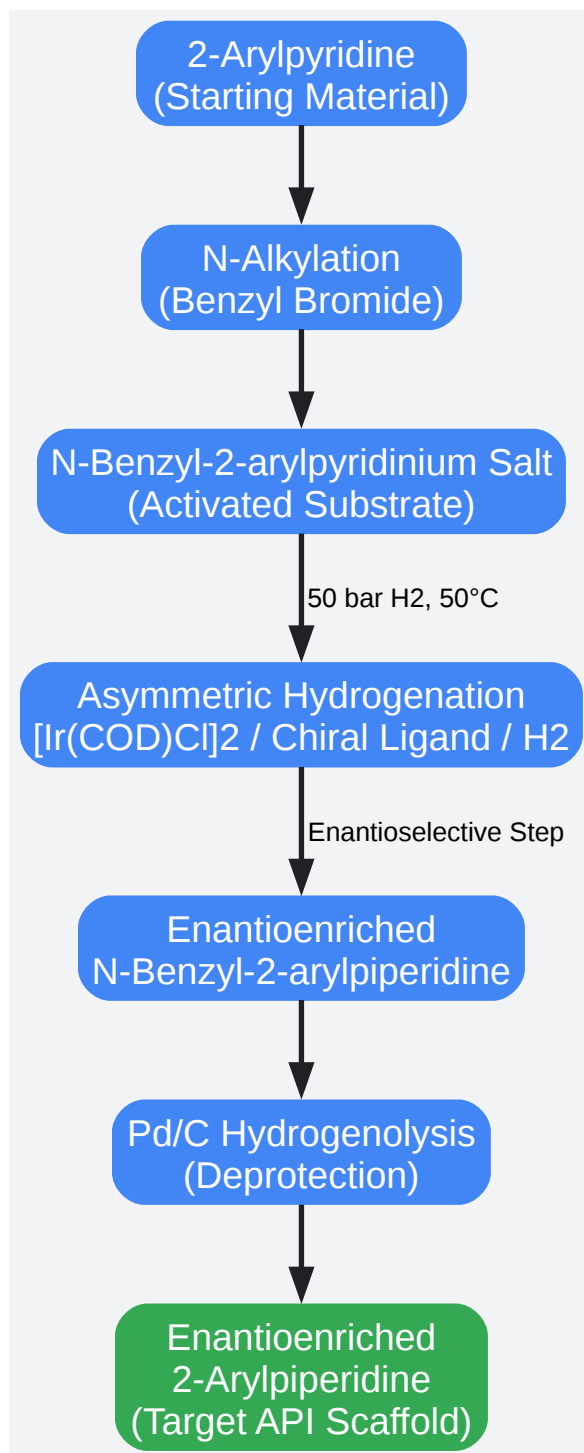 2-Arylpyridine
(Starting Material)
N-Alkylation
(Benzyl Bromide)
N-Benzyl-2-arylpyridinium Salt
(Activated Substrate)
50 bar H2, 50°C
Asymmetric Hydrogenation
[Ir(COD)Cl]2 / Chiral Ligand / H2
Enantioselective Step
Enantioenriched
N-Benzyl-2-arylpiperidine
Pd/C Hydrogenolysis
(Deprotection)
Enantioenriched
2-Arylpiperidine
(Target API Scaffold)